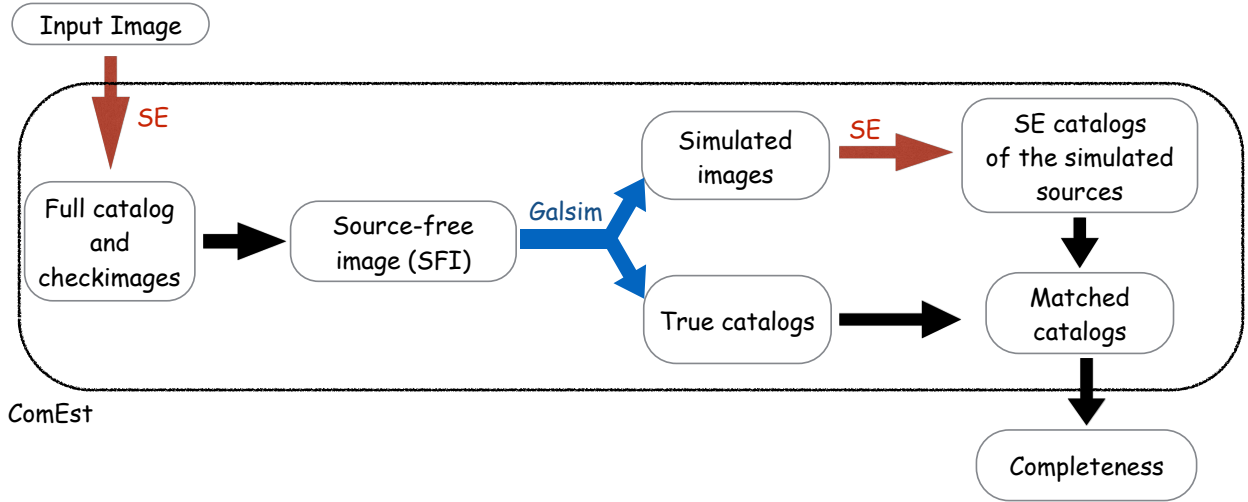 Input Image
SE
Full catalog
and
checkimages
Source-free
image (SFI)
Galsim
Simulated
images
SE
SE catalogs
of the simulated
sources
True catalogs
Matched
catalogs
ComEst
Completeness